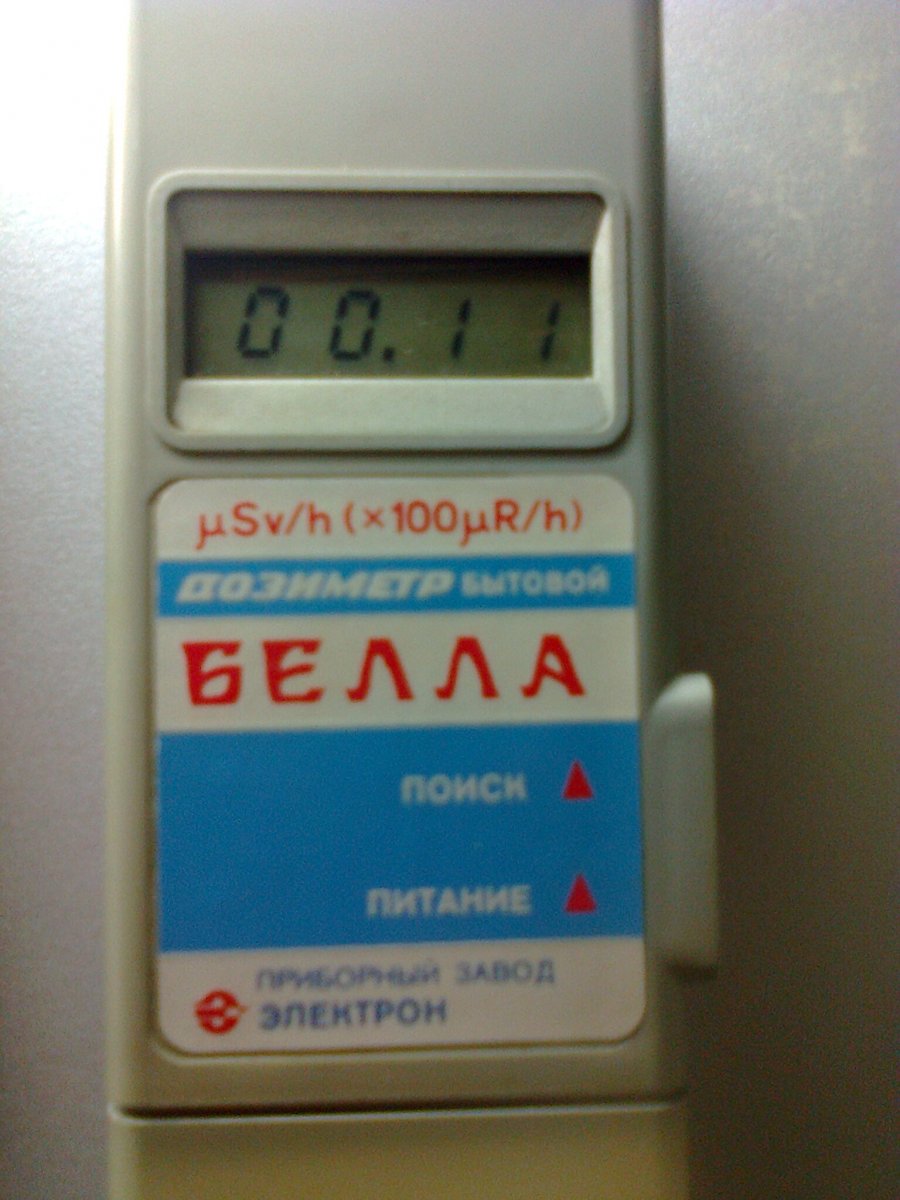 00.11
μSv/h (×100μR/h)
ДОЗИМЕТР БЫТОВОЙ
БЕЛЛА
ПОИСК ▲
ПИТАНИЕ ▲
ПРИБОРНЫЙ ЗАВОД
ЭЛЕКТРОН